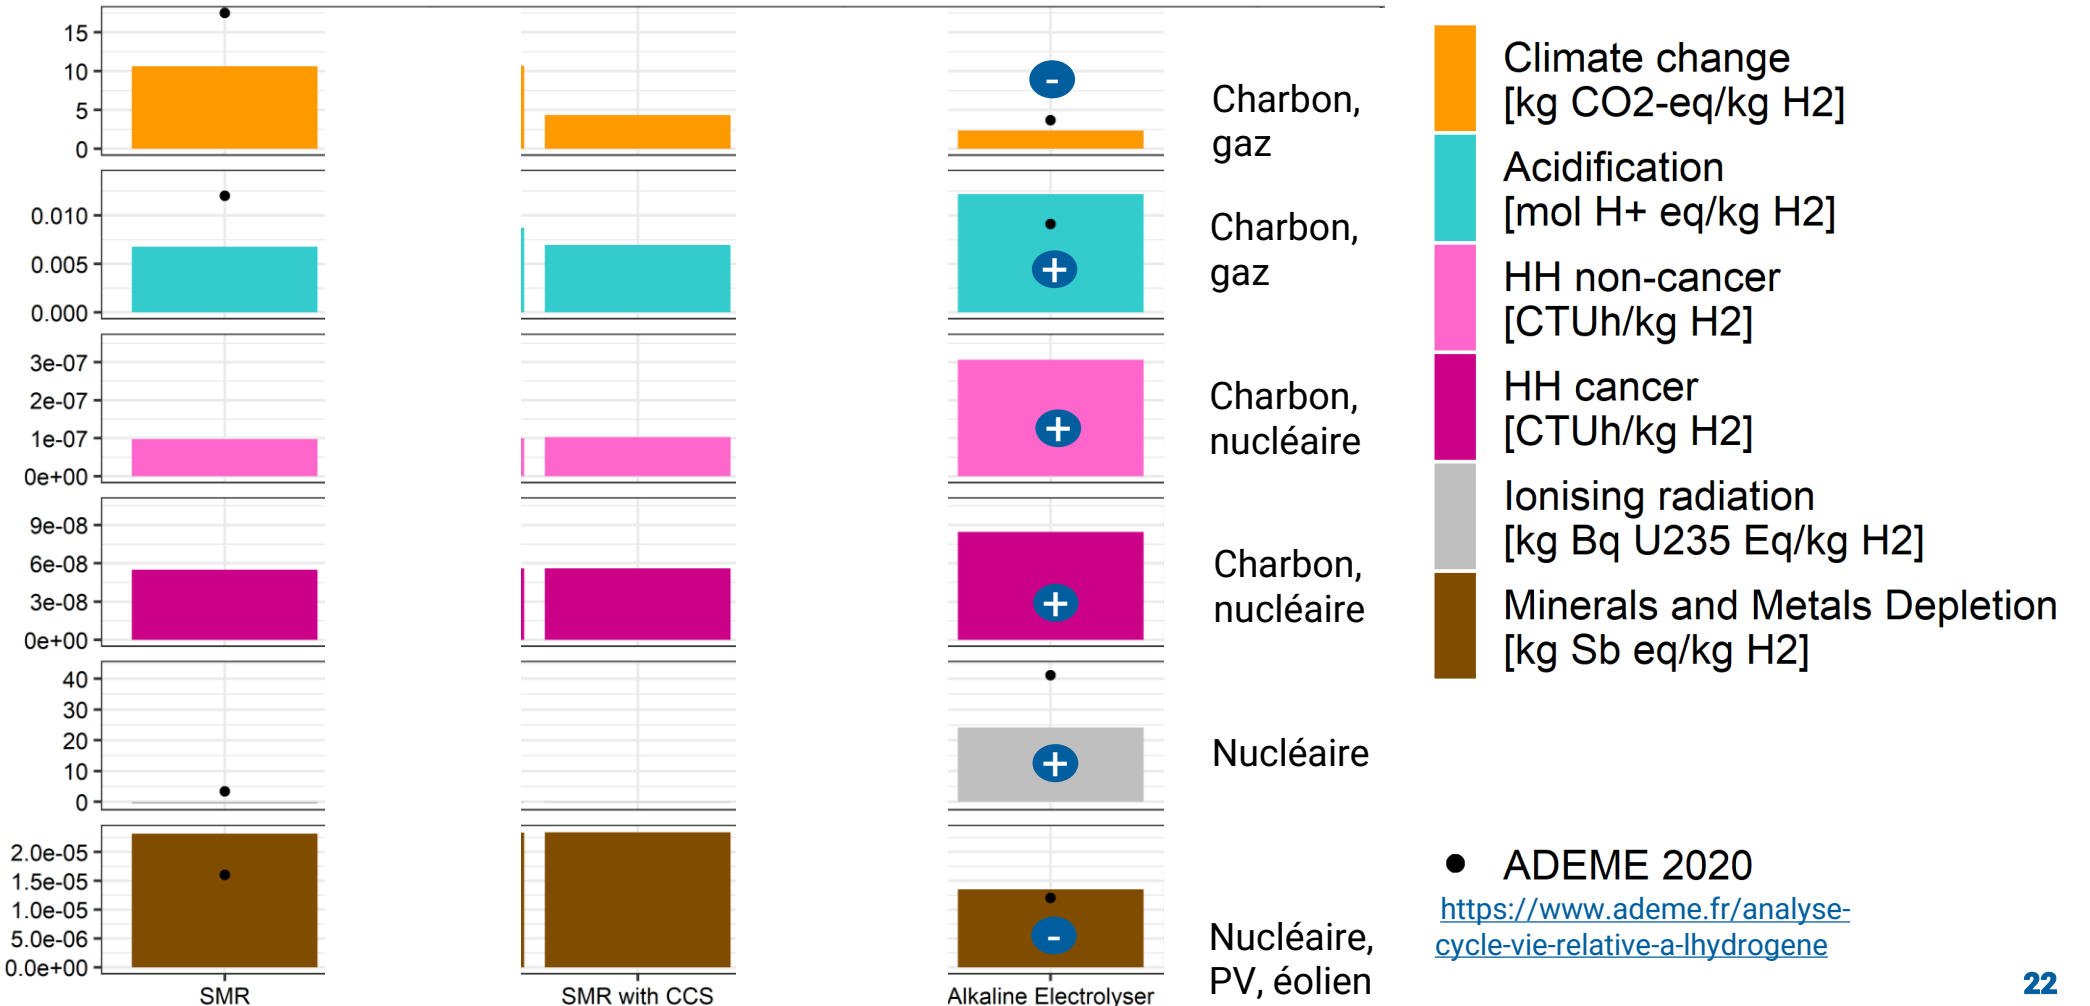 15
10
5
0
-
Charbon,
gaz
0.010
0.005
0.000
+
Charbon,
gaz
3e-07
2e-07
1e-07
0e+00
+
Charbon,
nucléaire
9e-08
6e-08
3e-08
0e+00
+
Charbon,
nucléaire
40
30
20
10
0
+
Nucléaire
2.0e-05
1.5e-05
1.0e-05
5.0e-06
0.0e+00
-
Nucléaire,
PV, éolien
SMR
SMR with CCS
Alkaline Electrolyser
Climate change
[kg CO2-eq/kg H2]
Acidification
[mol H+ eq/kg H2]
HH non-cancer
[CTUh/kg H2]
HH cancer
[CTUh/kg H2]
Ionising radiation
[kg Bq U235 Eq/kg H2]
Minerals and Metals Depletion
[kg Sb eq/kg H2]
ADEME 2020
https://www.ademe.fr/analyse-
cycle-vie-relative-a-lhydrogene
22